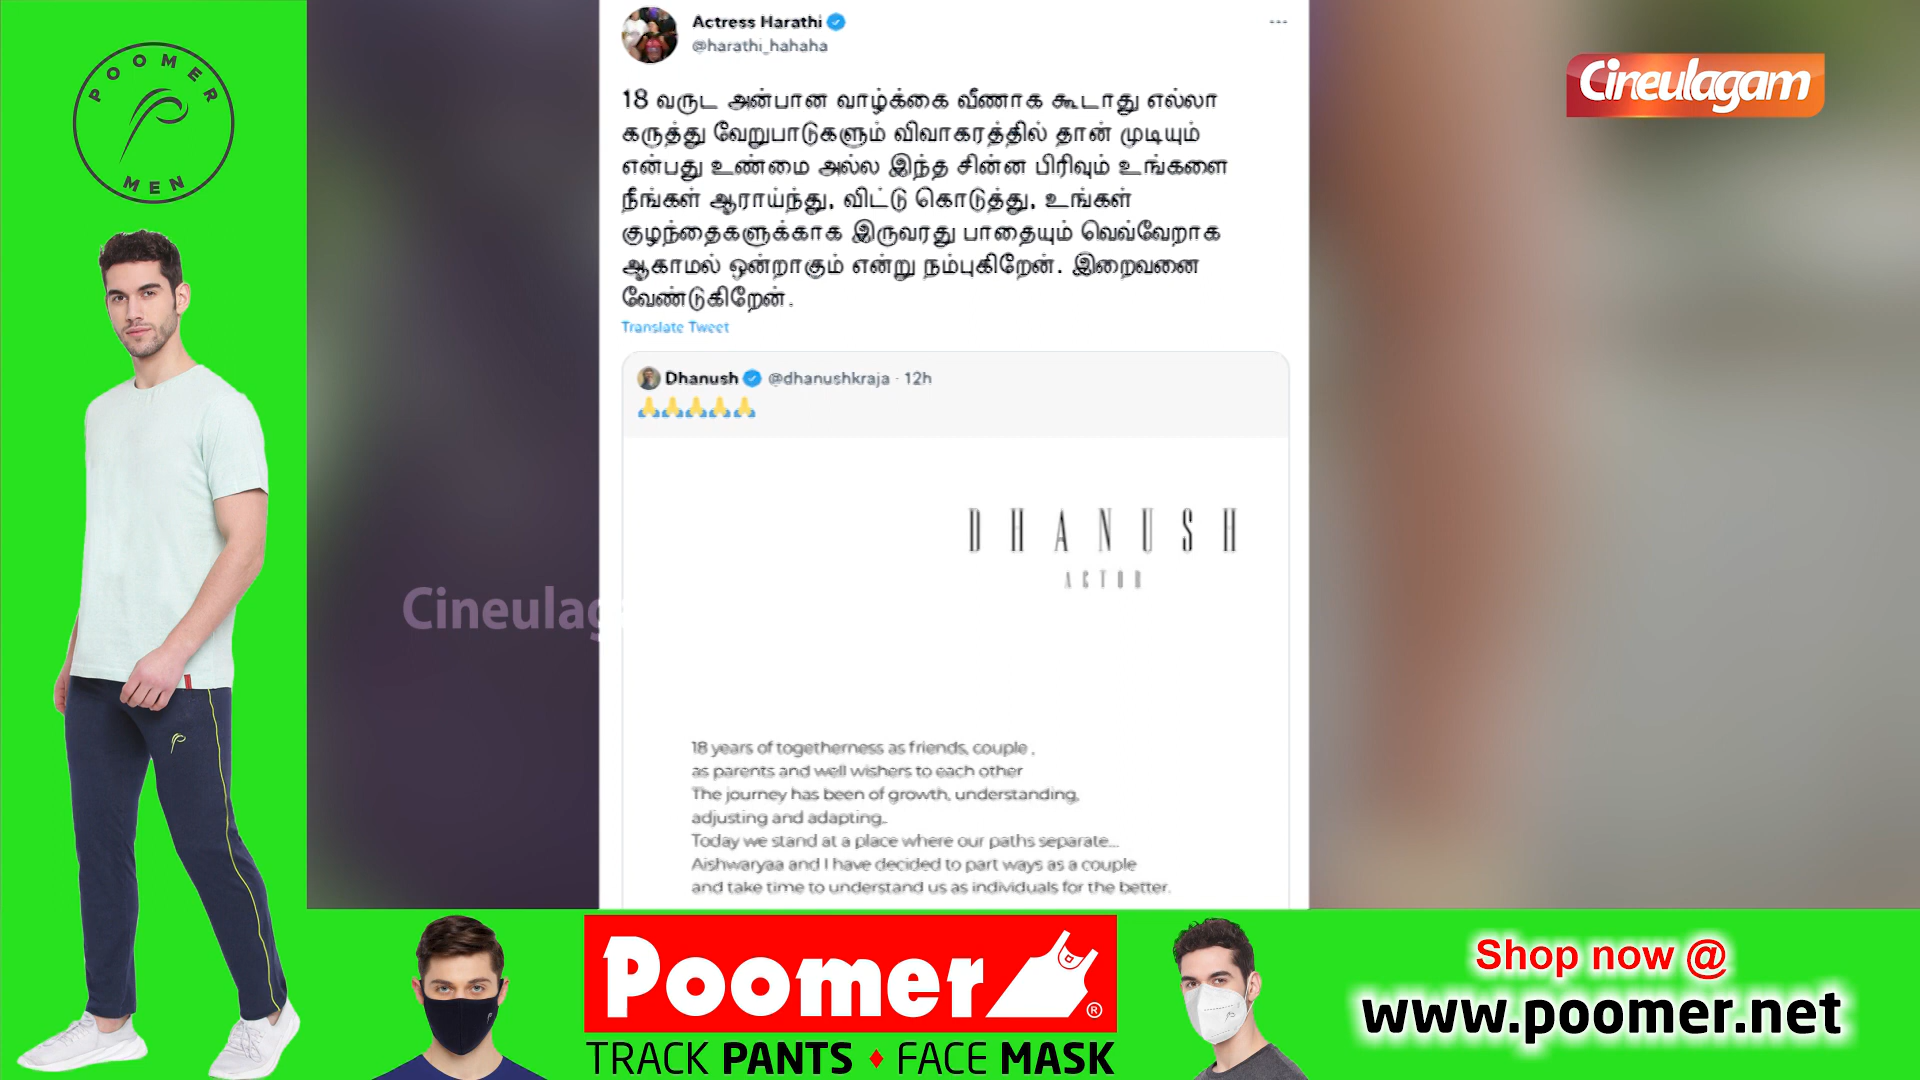 POOMER
MEN
Actress Harathi
@harathi_hahaha
18 வருட அன்பான வாழ்க்கை வீணாக கூடாது எல்லா
கருத்து வேறுபாடுகளும் விவாகரத்தில் தான் முடியும்
என்பது உண்மை அல்ல இந்த சின்ன பிரிவும் உங்களை
நீங்கள் ஆராய்ந்து, விட்டு கொடுத்து, உங்கள்
குழந்தைகளுக்காக இருவரது பாதையும் வெவ்வேறாக
ஆகாமல் ஒன்றாகும் என்று நம்புகிறேன். இறைவனை
வேண்டுகிறேன்.
Translate Tweet
Dhanush @dhanushkraja · 12h
🙏🙏🙏🙏🙏
DHANUSH
ACTOR
18 years of togetherness as friends, couple ,
as parents and well wishers to each other
The journey has been of growth, understanding,
adjusting and adapting..
Today we stand at a place where our paths separate...
Aishwaryaa and I have decided to part ways as a couple
and take time to understand us as individuals for the better.
Cineulagam
Cineulag
Poomer ®
TRACK PANTS ♦ FACE MASK
Shop now @
www.poomer.net